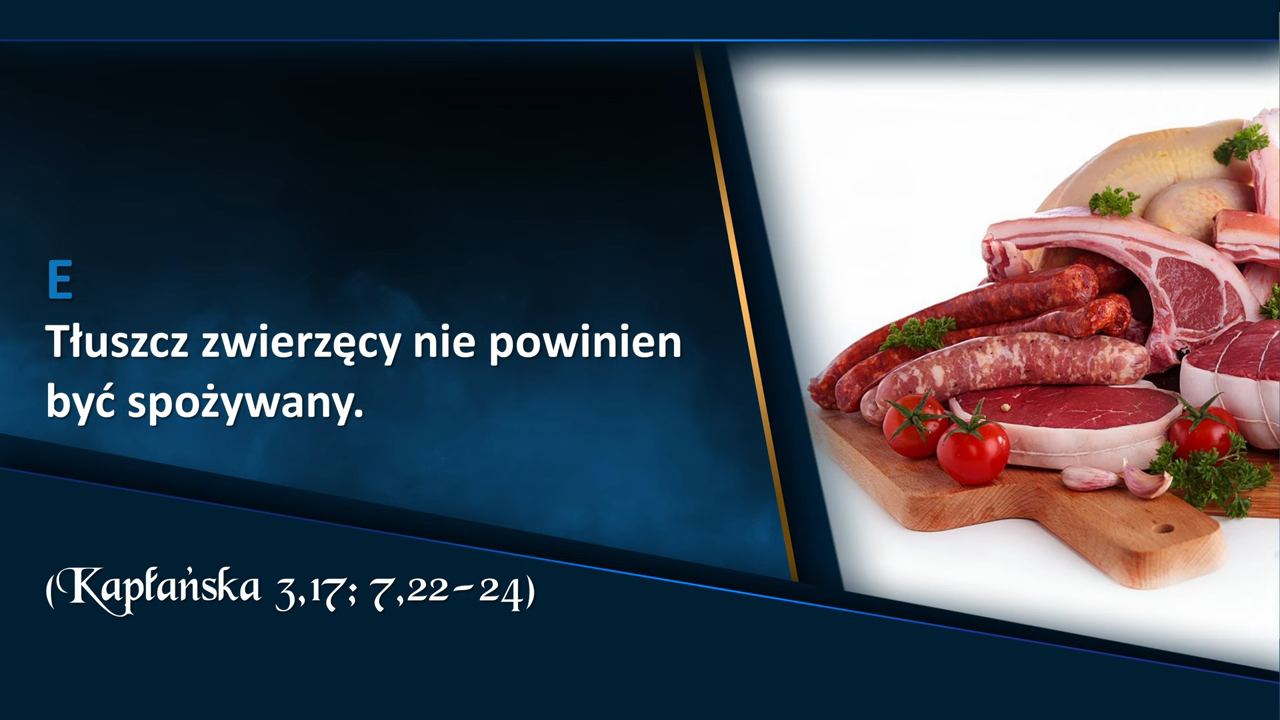 E
Tłuszcz zwierzęcy nie powinien
być spożywany.
(Kapłańska 3,17; 7,22-24)